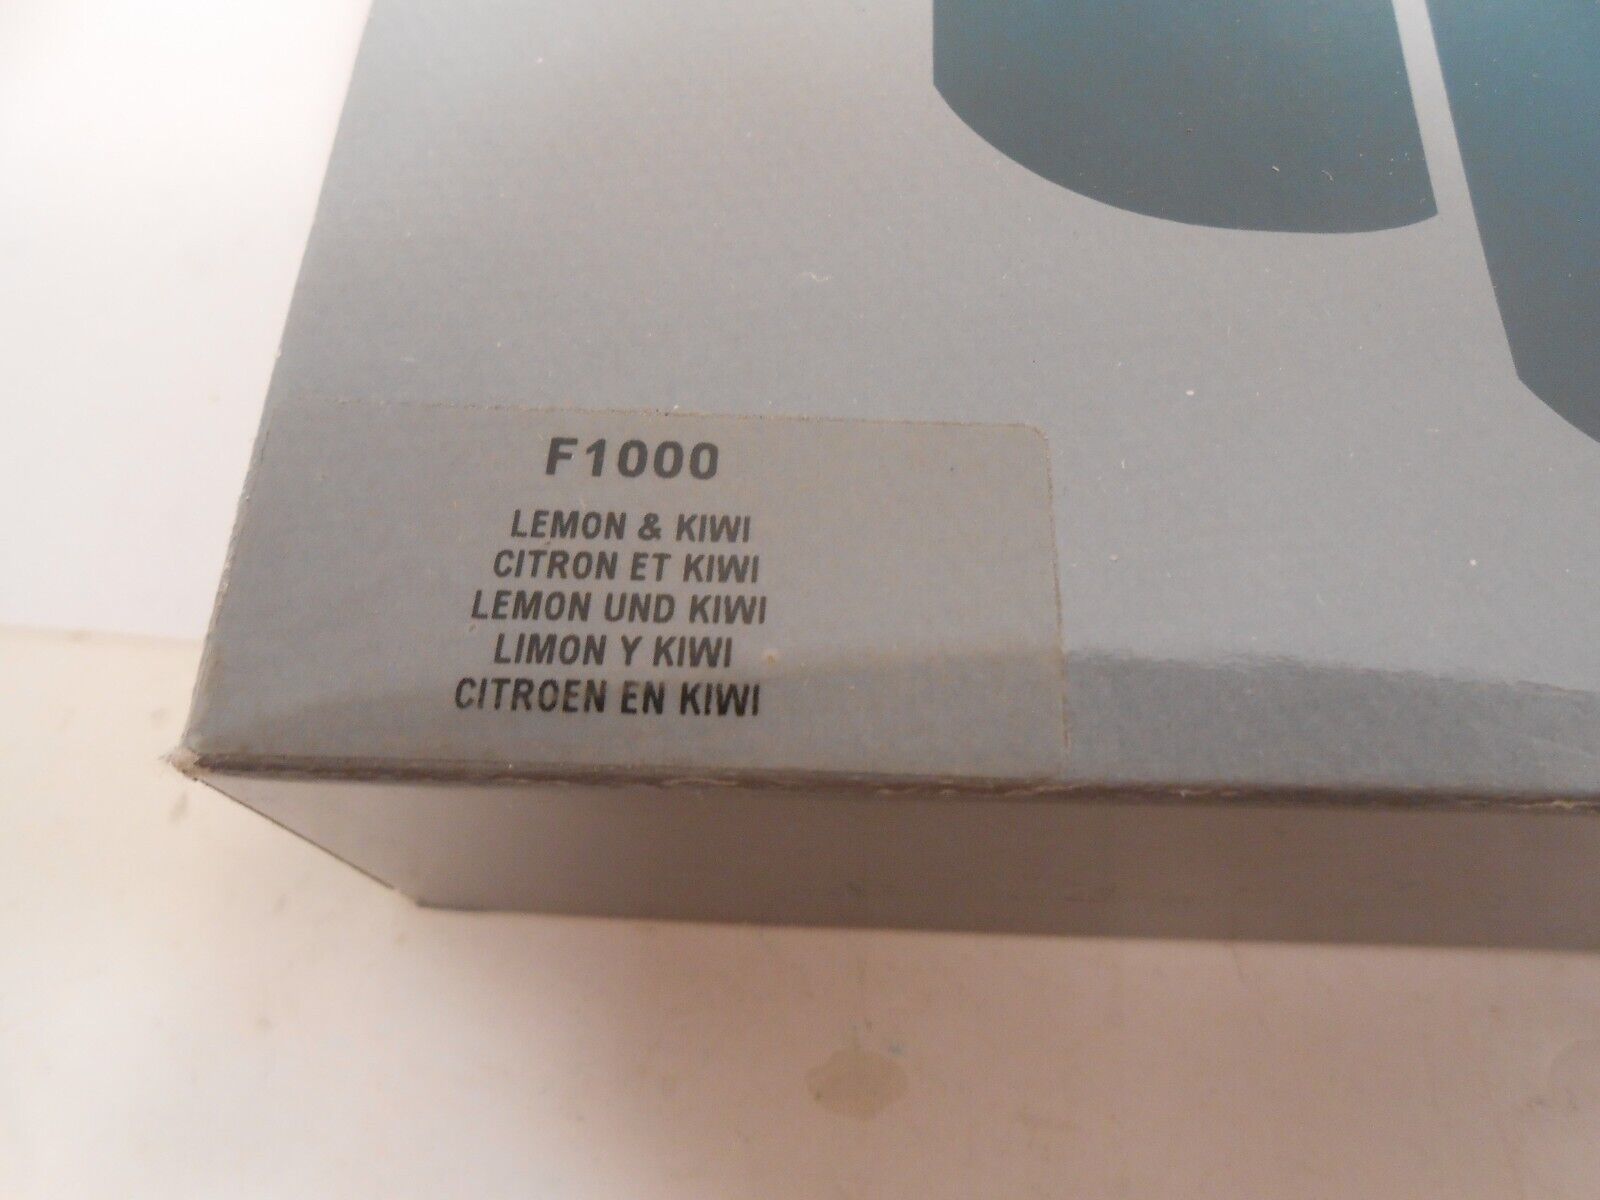 F1000
LEMON & KIWI
CITRON ET KIWI
LEMON UND KIWI
LIMON Y KIWI
CITROEN EN KIWI